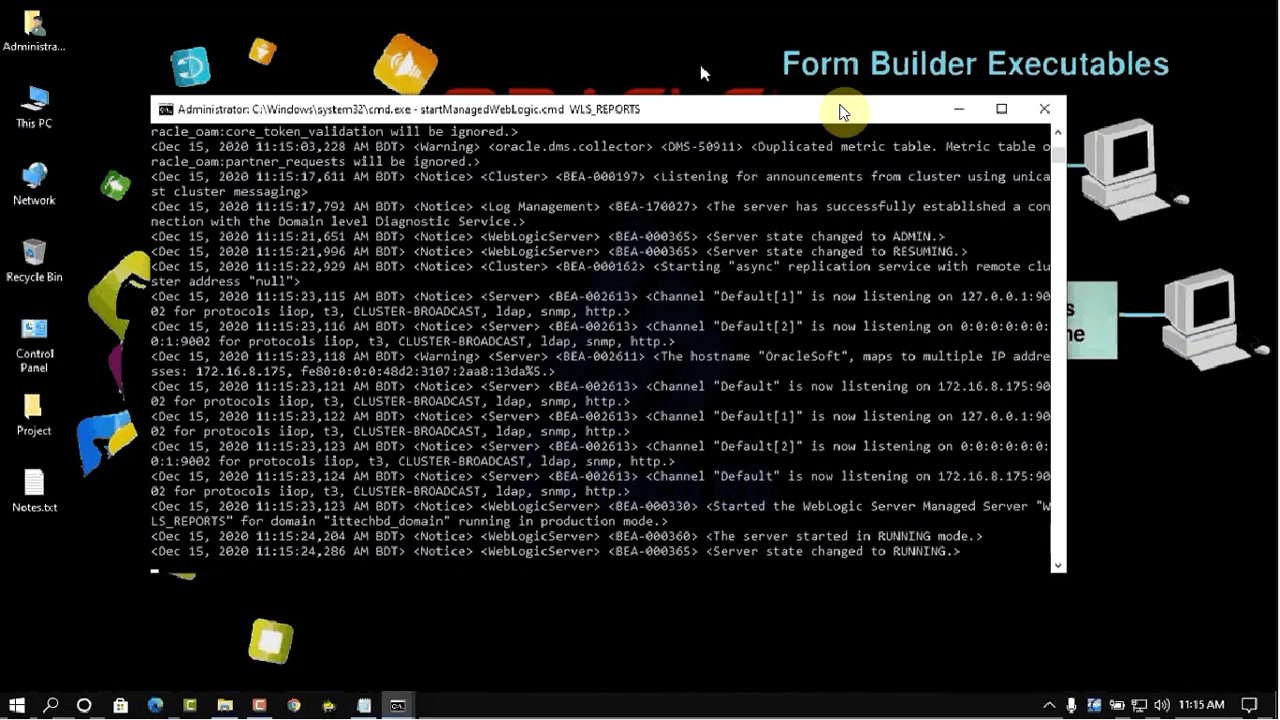 Administra...
This PC
Network
Recycle Bin
Control
Panel
Project
Notes.txt
Form Builder Executables
Administrator: C:\Windows\system32\cmd.exe - startManagedWebLogic.cmd  WLS_REPORTS
racle_oam:core_token_validation will be ignored.>
<Dec 15, 2020 11:15:03,228 AM BDT> <Warning> <oracle.dms.collector> <DMS-50911> <Duplicated metric table. Metric table o
racle_oam:partner_requests will be ignored.>
<Dec 15, 2020 11:15:17,611 AM BDT> <Notice> <Cluster> <BEA-000197> <Listening for announcements from cluster using unica
st cluster messaging>
<Dec 15, 2020 11:15:17,792 AM BDT> <Notice> <Log Management> <BEA-170027> <The server has successfully established a con
nection with the Domain level Diagnostic Service.>
<Dec 15, 2020 11:15:21,651 AM BDT> <Notice> <WebLogicServer> <BEA-000365> <Server state changed to ADMIN.>
<Dec 15, 2020 11:15:21,996 AM BDT> <Notice> <WebLogicServer> <BEA-000365> <Server state changed to RESUMING.>
<Dec 15, 2020 11:15:22,929 AM BDT> <Notice> <Cluster> <BEA-000162> <Starting "async" replication service with remote clu
ster address "null">
<Dec 15, 2020 11:15:23,115 AM BDT> <Notice> <Server> <BEA-002613> <Channel "Default[1]" is now listening on 127.0.0.1:90
02 for protocols iiop, t3, CLUSTER-BROADCAST, ldap, snmp, http.>
<Dec 15, 2020 11:15:23,116 AM BDT> <Notice> <Server> <BEA-002613> <Channel "Default[2]" is now listening on 0:0:0:0:0:0:
0:1:9002 for protocols iiop, t3, CLUSTER-BROADCAST, ldap, snmp, http.>
<Dec 15, 2020 11:15:23,118 AM BDT> <Warning> <Server> <BEA-002611> <The hostname "OracleSoft", maps to multiple IP addre
sses: 172.16.8.175, fe80:0:0:0:48d2:3107:2aa8:13da%5.>
<Dec 15, 2020 11:15:23,121 AM BDT> <Notice> <Server> <BEA-002613> <Channel "Default" is now listening on 172.16.8.175:90
02 for protocols iiop, t3, CLUSTER-BROADCAST, ldap, snmp, http.>
<Dec 15, 2020 11:15:23,122 AM BDT> <Notice> <Server> <BEA-002613> <Channel "Default[1]" is now listening on 127.0.0.1:90
02 for protocols iiop, t3, CLUSTER-BROADCAST, ldap, snmp, http.>
<Dec 15, 2020 11:15:23,123 AM BDT> <Notice> <Server> <BEA-002613> <Channel "Default[2]" is now listening on 0:0:0:0:0:0:
0:1:9002 for protocols iiop, t3, CLUSTER-BROADCAST, ldap, snmp, http.>
<Dec 15, 2020 11:15:23,124 AM BDT> <Notice> <Server> <BEA-002613> <Channel "Default" is now listening on 172.16.8.175:90
02 for protocols iiop, t3, CLUSTER-BROADCAST, ldap, snmp, http.>
<Dec 15, 2020 11:15:23,123 AM BDT> <Notice> <WebLogicServer> <BEA-000330> <Started the WebLogic Server Managed Server "W
LS_REPORTS" for domain "ittechbd_domain" running in production mode.>
<Dec 15, 2020 11:15:24,204 AM BDT> <Notice> <WebLogicServer> <BEA-000360> <The server started in RUNNING mode.>
<Dec 15, 2020 11:15:24,286 AM BDT> <Notice> <WebLogicServer> <BEA-000365> <Server state changed to RUNNING.>
11:15 AM